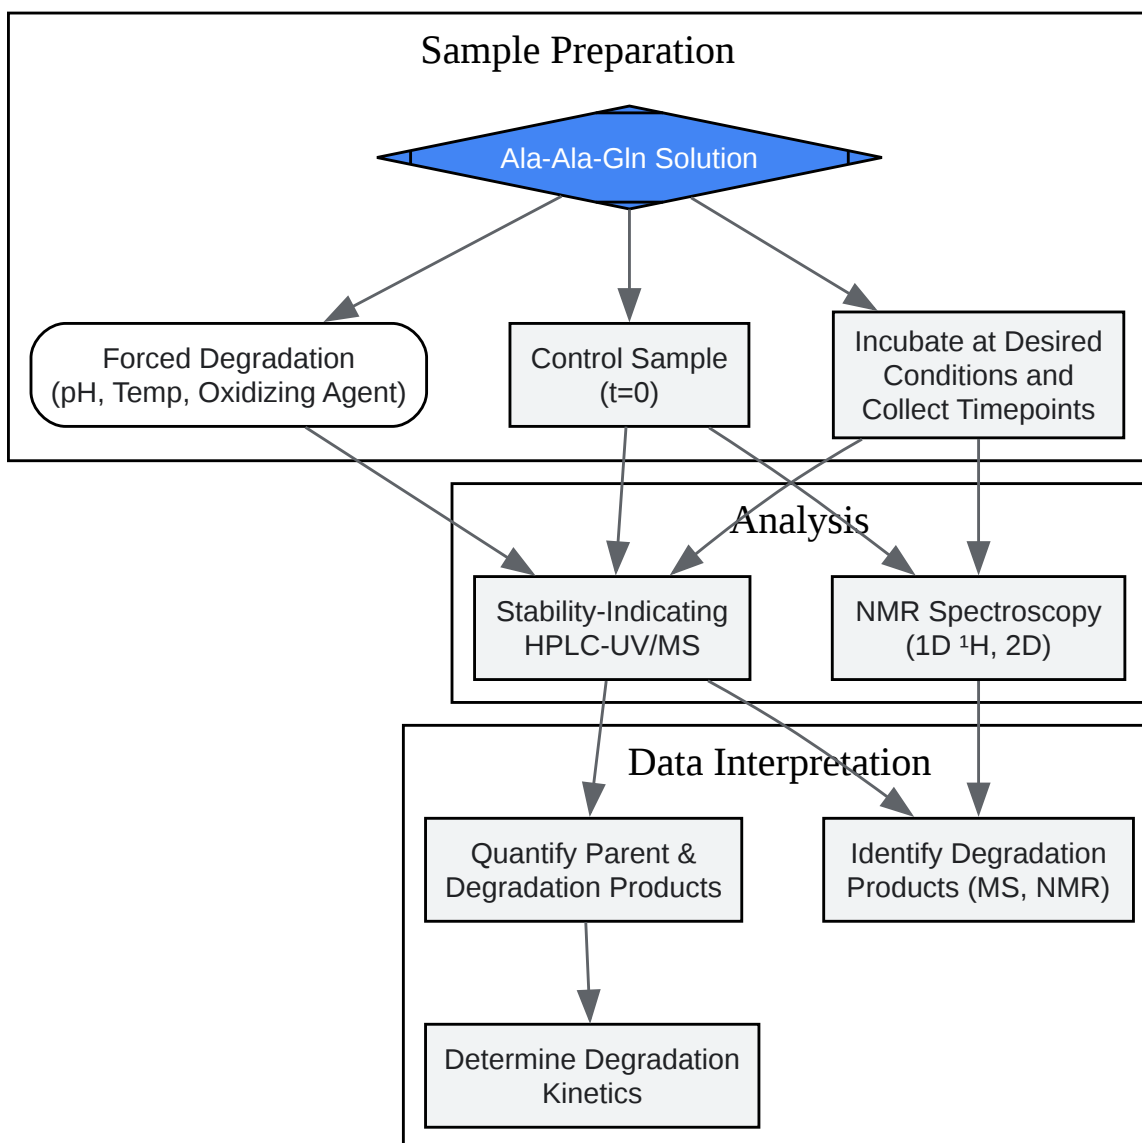 Sample Preparation
Ala-Ala-Gln Solution
Forced Degradation
(pH, Temp, Oxidizing Agent)
Control Sample
(t=0)
Incubate at Desired
Conditions and
Collect Timepoints
Analysis
Stability-Indicating
HPLC-UV/MS
NMR Spectroscopy
(1D ¹H, 2D)
Data Interpretation
Quantify Parent &
Degradation Products
Identify Degradation
Products (MS, NMR)
Determine Degradation
Kinetics